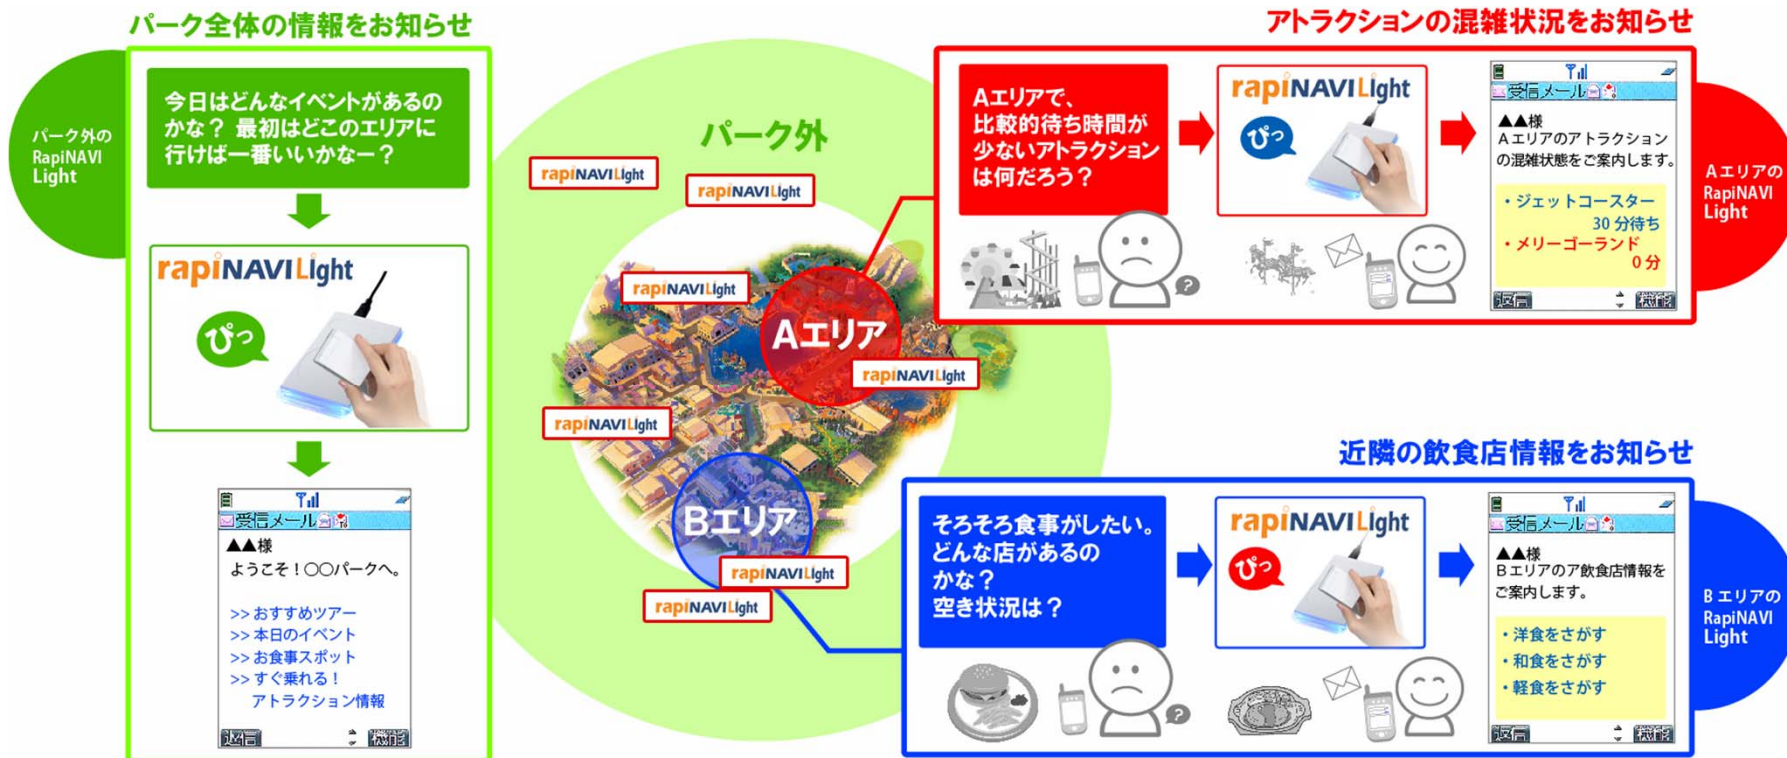 パーク全体の情報をお知らせ
パーク外の
RapiNAVI
Light
今日はどんなイベントがあるの
かな？ 最初はどこのエリアに
行けば一番いいかなー？
rapiNAVILight
ぴっ
受信メール
▲▲様
ようこそ！○○パークへ。
>> おすすめツアー
>> 本日のイベント
>> お食事スポット
>> すぐ乗れる！
アトラクション情報
返信
機能
パーク外
rapiNAVILight
rapiNAVILight
rapiNAVILight
Aエリア
rapiNAVILight
rapiNAVILight
Bエリア
rapiNAVILight
rapiNAVILight
アトラクションの混雑状況をお知らせ
Aエリアで、
比較的待ち時間が
少ないアトラクション
は何だろう？
?
rapiNAVILight
ぴっ
受信メール
▲▲様
Aエリアのアトラクション
の混雑状態をご案内します。
・ジェットコースター
30 分待ち
・メリーゴーランド
0 分
返信
機能
Aエリアの
RapiNAVI
Light
近隣の飲食店情報をお知らせ
そろそろ食事がしたい。
どんな店があるの
かな？
空き状況は？
?
rapiNAVILight
ぴっ
受信メール
▲▲様
Bエリアのア飲食店情報を
ご案内します。
・洋食をさがす
・和食をさがす
・軽食をさがす
返信
機能
B エリアの
RapiNAVI
Light